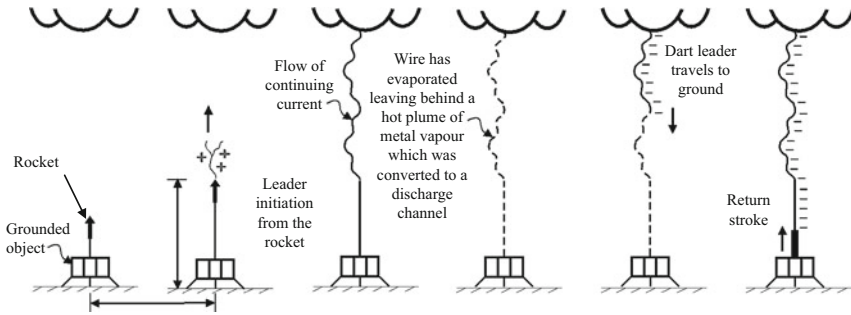 Rocket
Grounded
object
Leader
initiation
from the
rocket
Flow of
continuing
current
Wire has
evaporated
leaving behind a
hot plume of
metal vapour
which was
converted to a
discharge
channel
Dart leader
travels to
ground
Return
stroke